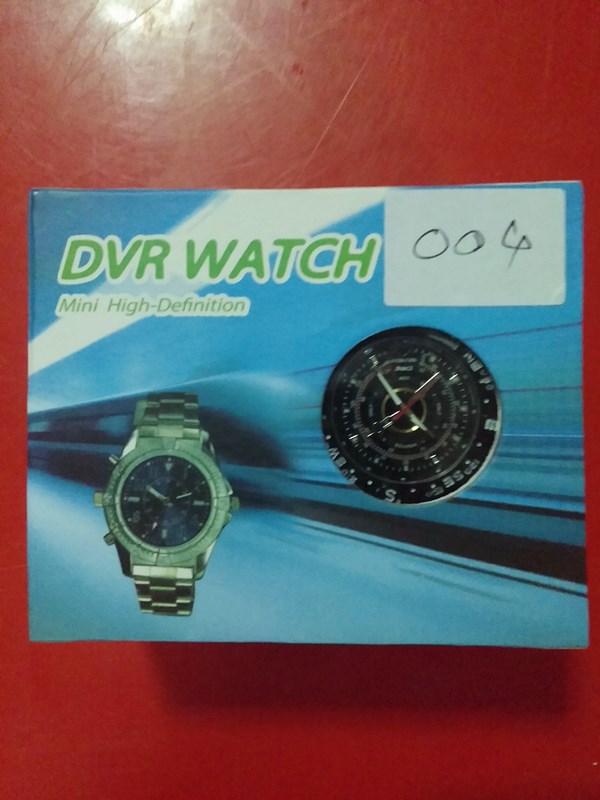 DVR WATCH
004
Mini High-Definition